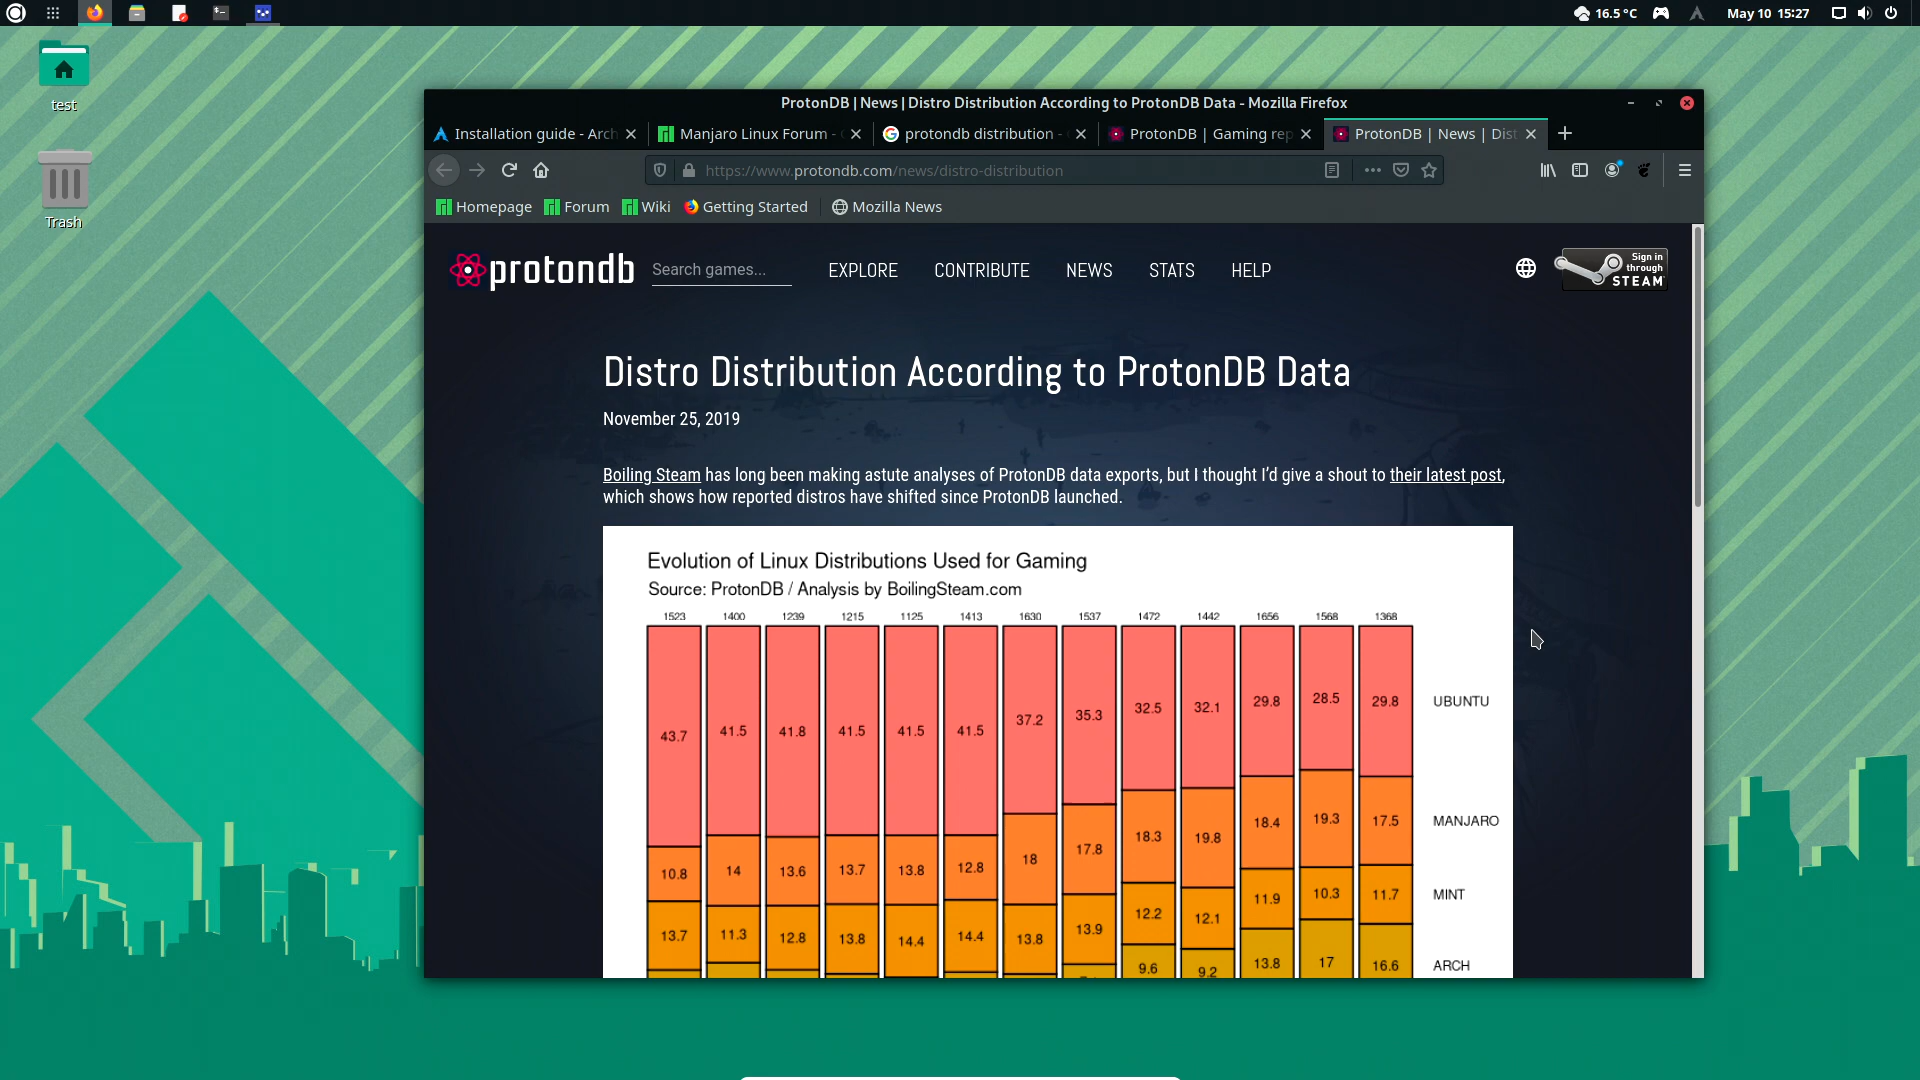 16.5 °C
May 10 15:27
test
Trash
ProtonDB | News | Distro Distribution According to ProtonDB Data - Mozilla Firefox
Installation guide - Arch
Manjaro Linux Forum -
protondb distribution -
ProtonDB | Gaming rep
ProtonDB | News | Dist
https://www.protondb.com/news/distro-distribution
Homepage
Forum
Wiki
Getting Started
Mozilla News
protondb
Search games...
EXPLORE
CONTRIBUTE
NEWS
STATS
HELP
Sign in
through
STEAM
Distro Distribution According to ProtonDB Data
November 25, 2019
Boiling Steam has long been making astute analyses of ProtonDB data exports, but I thought I'd give a shout to their latest post,
which shows how reported distros have shifted since ProtonDB launched.
Evolution of Linux Distributions Used for Gaming
Source: ProtonDB / Analysis by BoilingSteam.com
1523 1400 1239 1215 1125 1413 1630 1537 1472 1442 1656 1568 1368
43.7 41.5 41.8 41.5 41.5 41.5 37.2 35.3 32.5 32.1 29.8 28.5 29.8 UBUNTU
10.8 14 13.6 13.7 13.8 12.8 18 17.8 18.3 19.8 18.4 19.3 17.5 MANJARO
13.7 11.3 12.8 13.8 14.4 14.4 13.8 13.9 12.2 12.1 11.9 10.3 11.7 MINT
9.6 9.2 13.8 17 16.6 ARCH